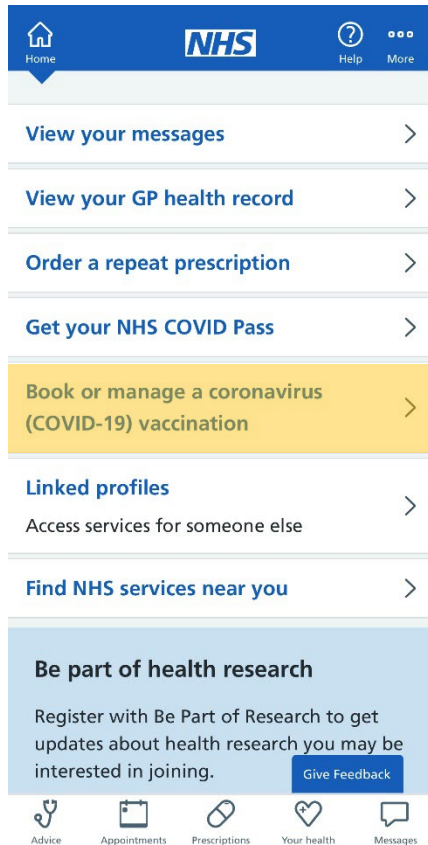 NHS
Home
Help
More
View your messages
View your GP health record
Order a repeat prescription
Get your NHS COVID Pass
Book or manage a coronavirus
(COVID-19) vaccination
Linked profiles
Access services for someone else
Find NHS services near you
Be part of health research
Register with Be Part of Research to get
updates about health research you may be
interested in joining.
Give Feedback
Advice
Appointments
Prescriptions
Your health
Messages